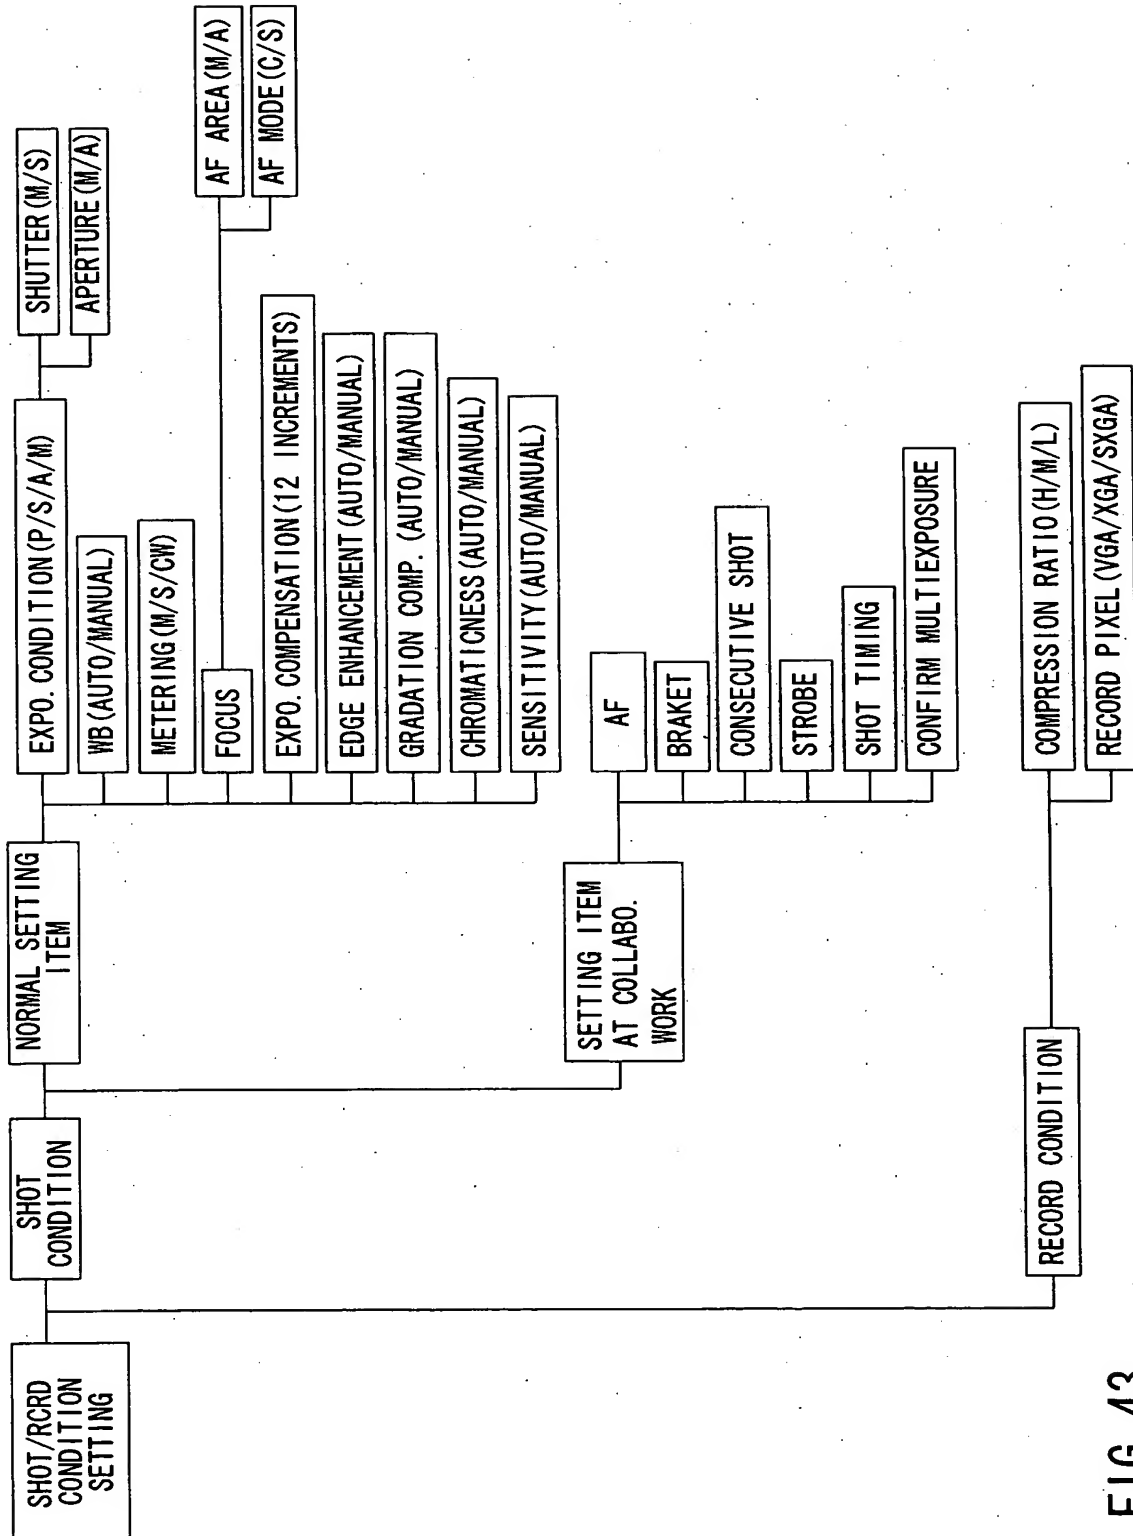 SHOT/RCRD
CONDITION
SETTING
SHOT
CONDITION
NORMAL SETTING
ITEM
EXPO. CONDITION(P/S/A/M)
SHUTTER(M/S)
APERTURE(M/A)
WB(AUTO/MANUAL)
METERING(M/S/CW)
FOCUS
AF AREA(M/A)
AF MODE(C/S)
EXPO. COMPENSATION(12 INCREMENTS)
EDGE ENHANCEMENT(AUTO/MANUAL)
GRADATION COMP. (AUTO/MANUAL)
CHROMATICNESS(AUTO/MANUAL)
SENSITIVITY(AUTO/MANUAL)
SETTING ITEM
AT COLLABO.
WORK
AF
BRAKET
CONSECUTIVE SHOT
STROBE
SHOT TIMING
CONFIRM MULTIEXPOSURE
RECORD CONDITION
COMPRESSION RATIO(H/M/L)
RECORD PIXEL(VGA/XGA/SXGA)
FIG. 43